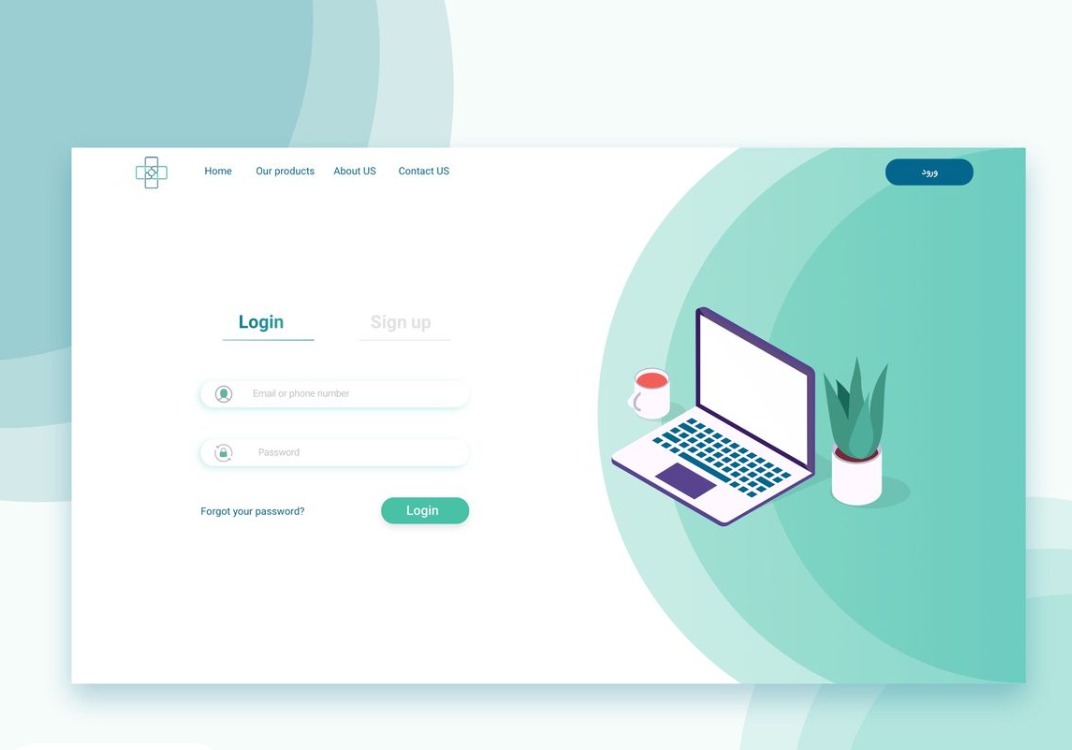 Home Our products About US Contact US ورود
Login Sign up
Email or phone number
Password
Forgot your password? Login